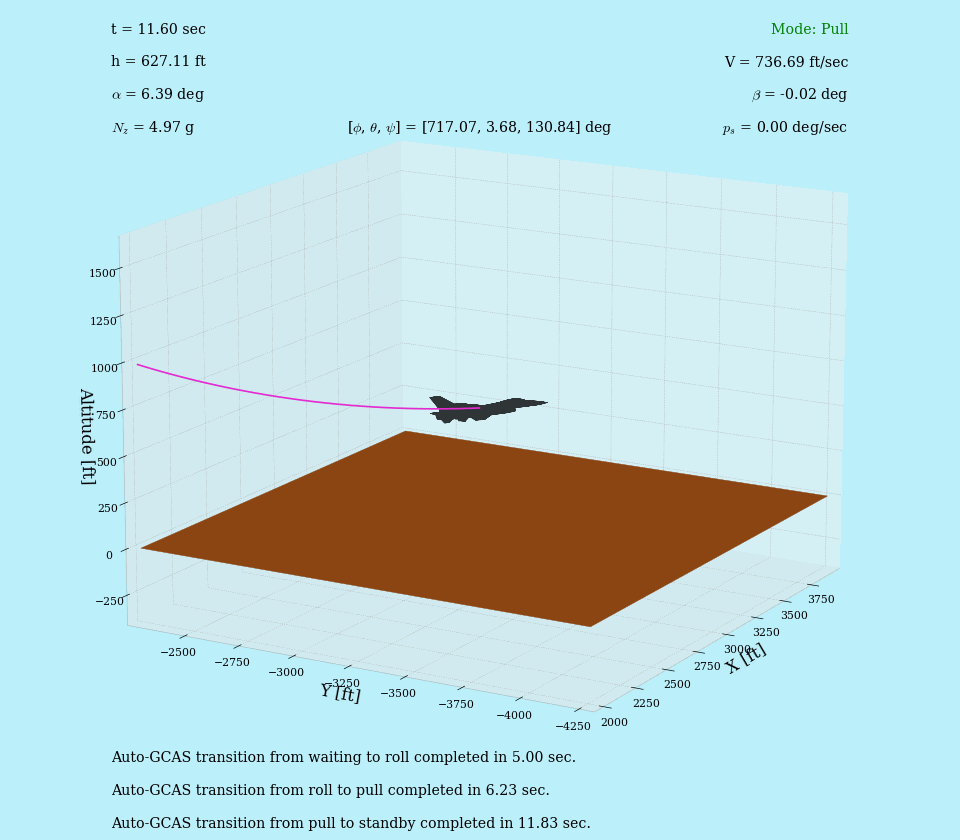 t = 11.60 sec
Mode: Pull
h = 627.11 ft
V = 736.69 ft/sec
α = 6.39 deg
β = -0.02 deg
N_z = 4.97 g
[ϕ, θ, ψ] = [717.07, 3.68, 130.84] deg
p_s = 0.00 deg/sec
1500
1250
1000
750
500
250
0
−250
Altitude [ft]
−2500
−2750
−3000
−3250
−3500
−3750
−4000
−4250
Y [ft]
2000
2250
2500
2750
3000
3250
3500
3750
X [ft]
Auto-GCAS transition from waiting to roll completed in 5.00 sec.
Auto-GCAS transition from roll to pull completed in 6.23 sec.
Auto-GCAS transition from pull to standby completed in 11.83 sec.